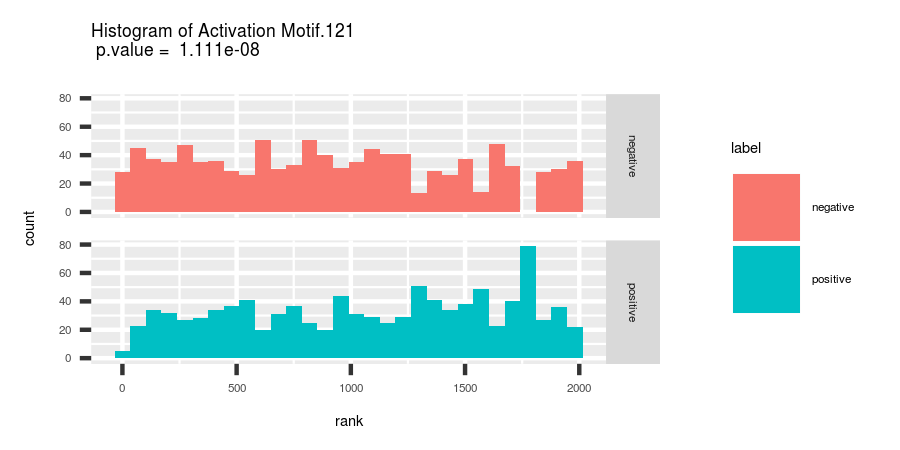 Histogram of Activation Motif.121
p.value = 1.111e-08
80
60
40
20
0
negative
80
60
40
20
0
positive
count
0 500 1000 1500 2000
rank
label
negative
positive